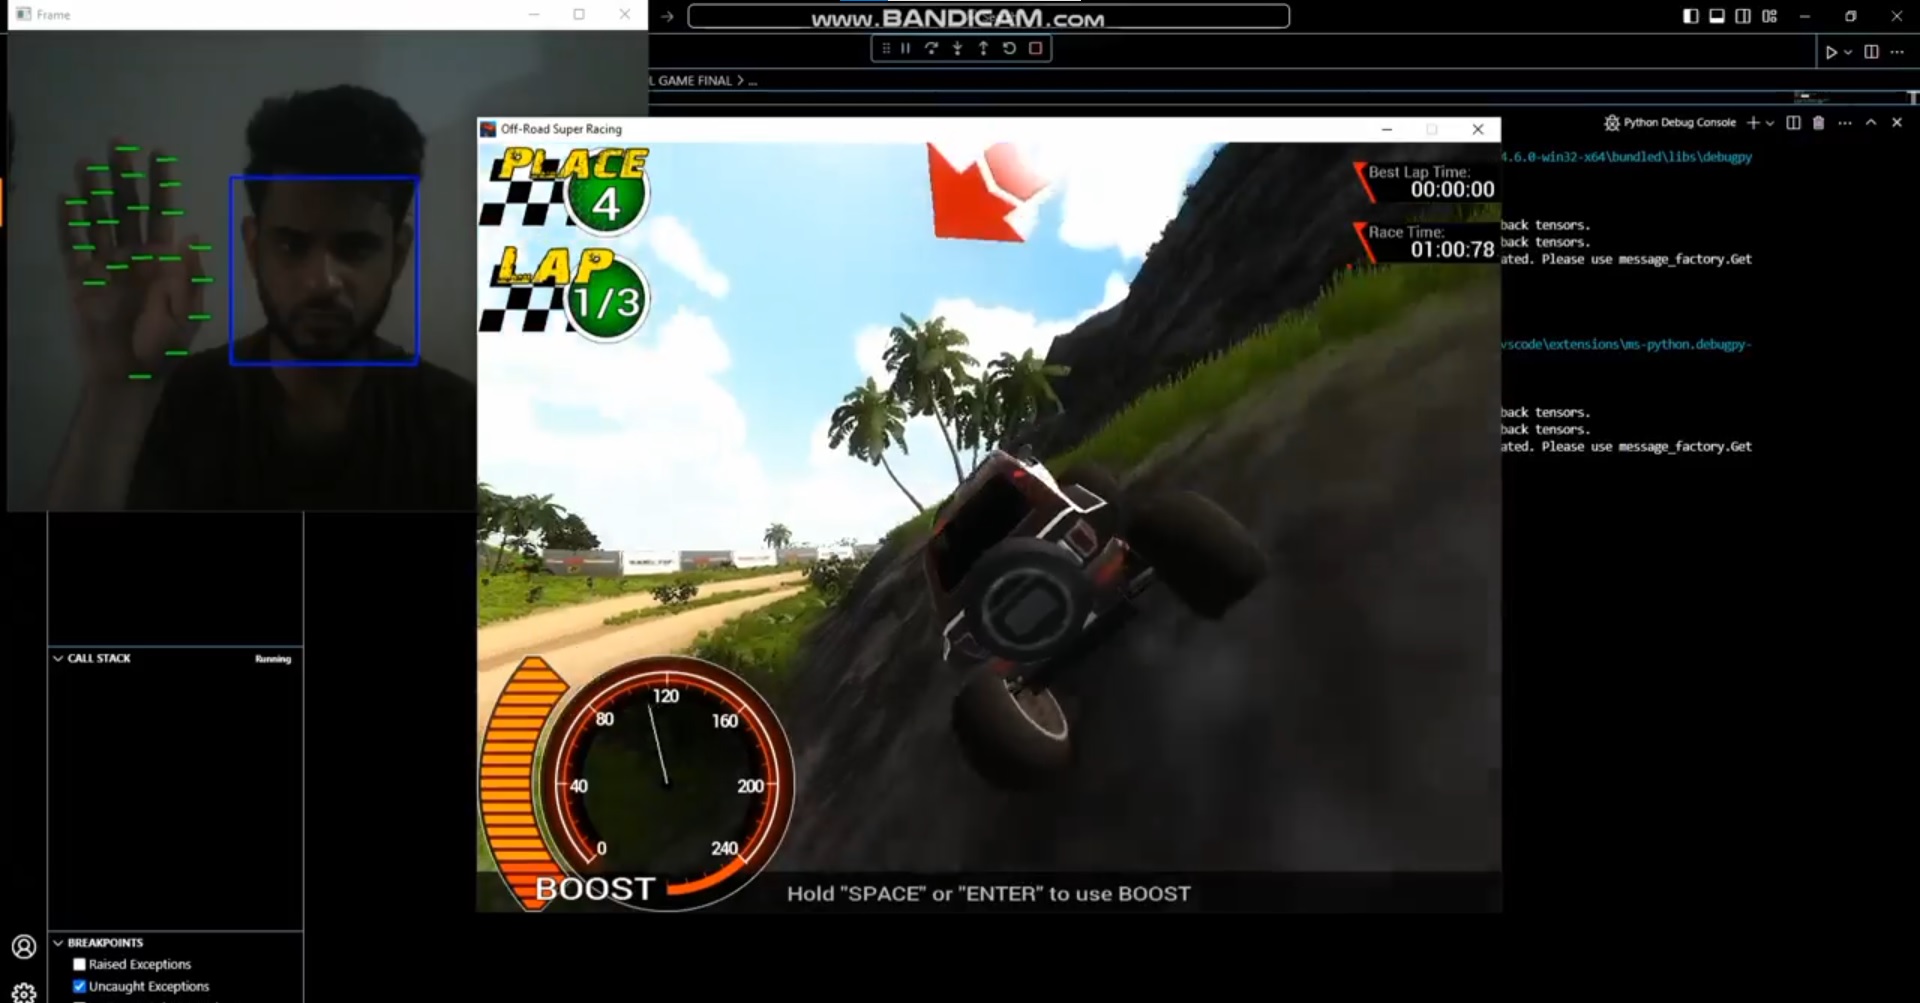 Frame
www.BANDICAM.com
L GAME FINAL > ...
Off-Road Super Racing
Python Debug Console
4.6.0-win32-x64\bundled\libs\debugpy
PLACE
4
Best Lap Time:
00:00:00
back tensors.
Race Time:
01:00:78
back tensors.
ated. Please use message_factory.Get
LAP
1/3
vscode\extensions\ms-python.debugpy-
back tensors.
back tensors.
ated. Please use message_factory.Get
CALL STACK
Running
120
80
160
40
200
0
240
BOOST
Hold "SPACE" or "ENTER" to use BOOST
BREAKPOINTS
Raised Exceptions
Uncaught Exceptions